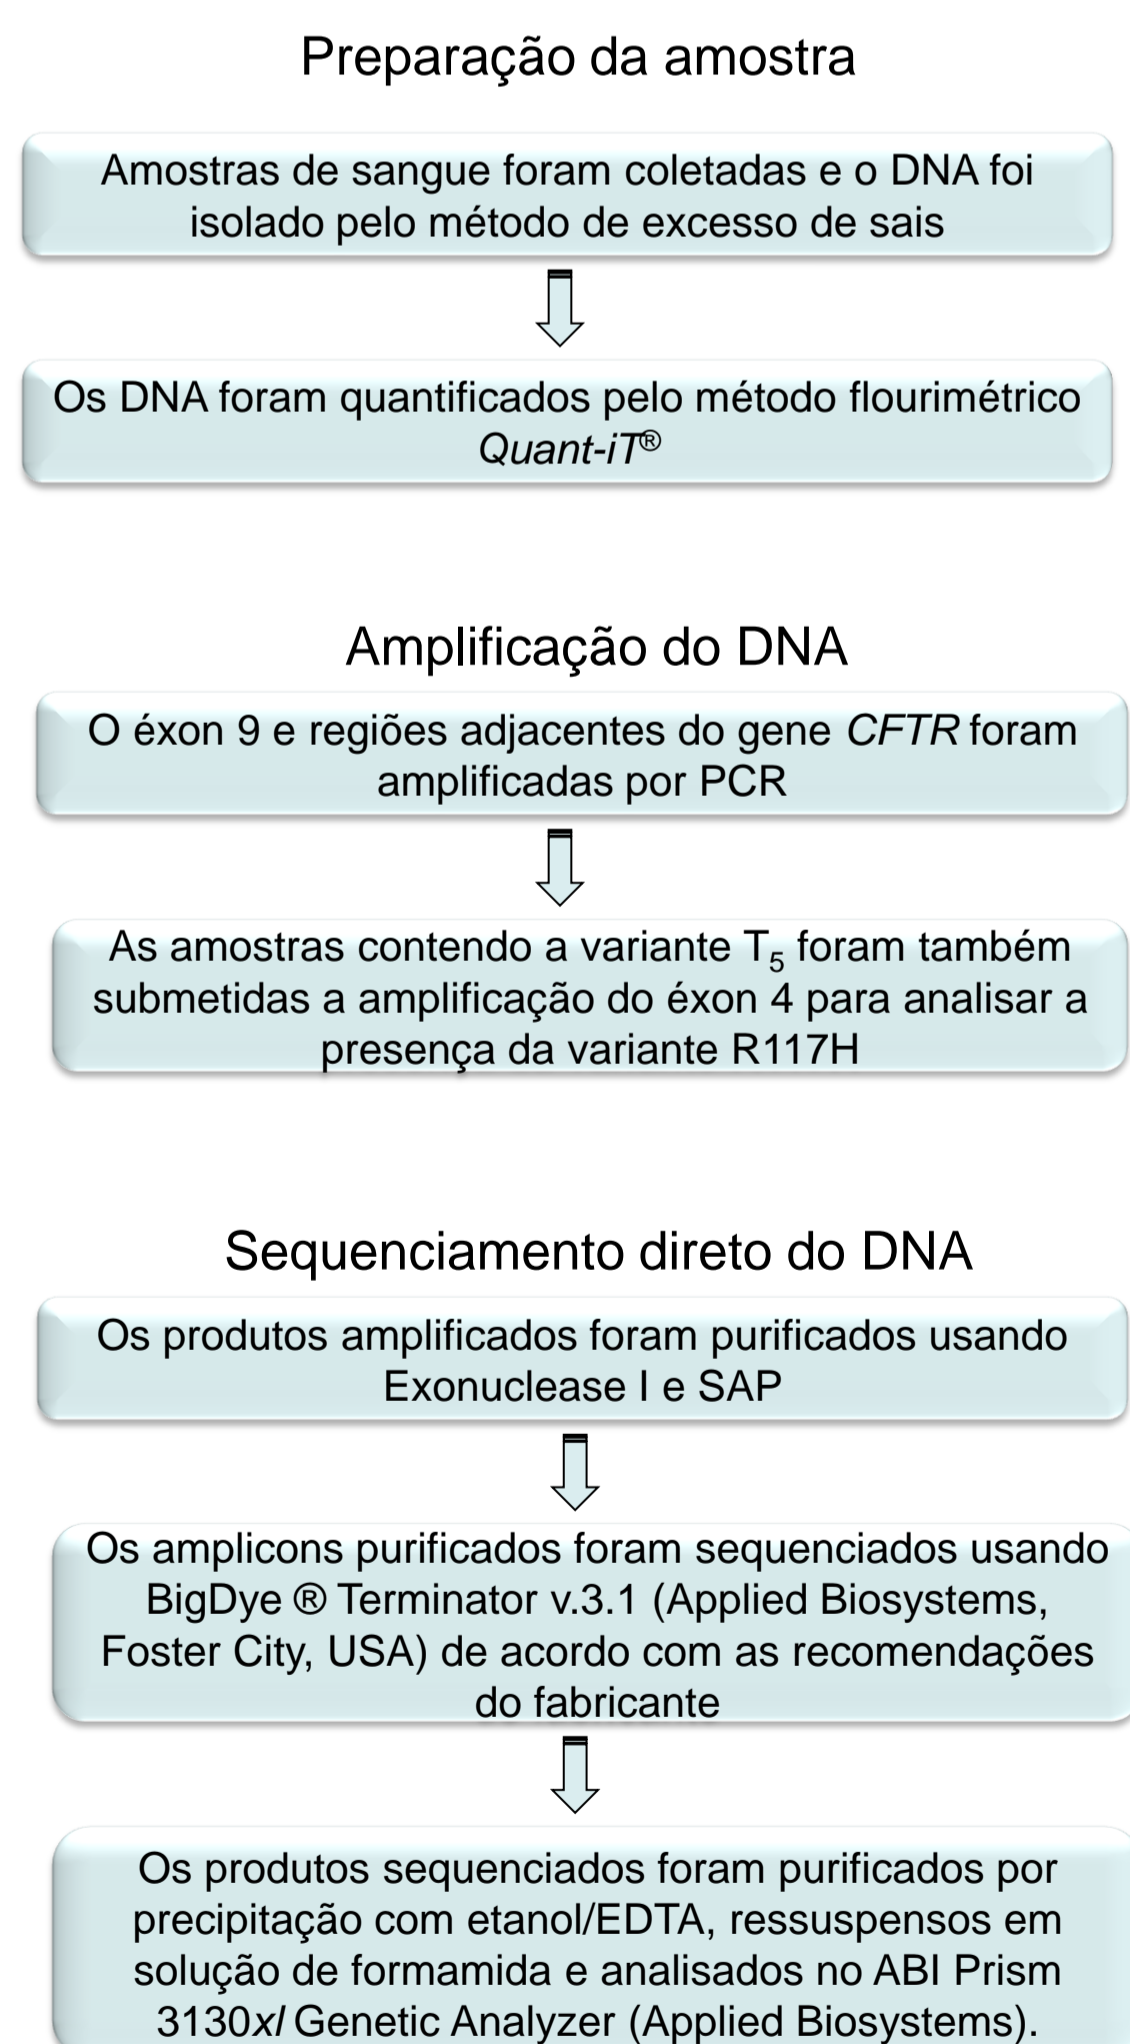 Preparação da amostra
Amostras de sangue foram coletadas e o DNA foi
isolado pelo método de excesso de sais
Os DNA foram quantificados pelo método flourimétrico
Quant-iT®
Amplificação do DNA
O éxon 9 e regiões adjacentes do gene CFTR foram
amplificadas por PCR
As amostras contendo a variante T₅ foram também
submetidas a amplificação do éxon 4 para analisar a
presença da variante R117H
Sequenciamento direto do DNA
Os produtos amplificados foram purificados usando
Exonuclease I e SAP
Os amplicons purificados foram sequenciados usando
BigDye ® Terminator v.3.1 (Applied Biosystems,
Foster City, USA) de acordo com as recomendações
do fabricante
Os produtos sequenciados foram purificados por
precipitação com etanol/EDTA, ressuspensos em
solução de formamida e analisados no ABI Prism
3130xl Genetic Analyzer (Applied Biosystems).